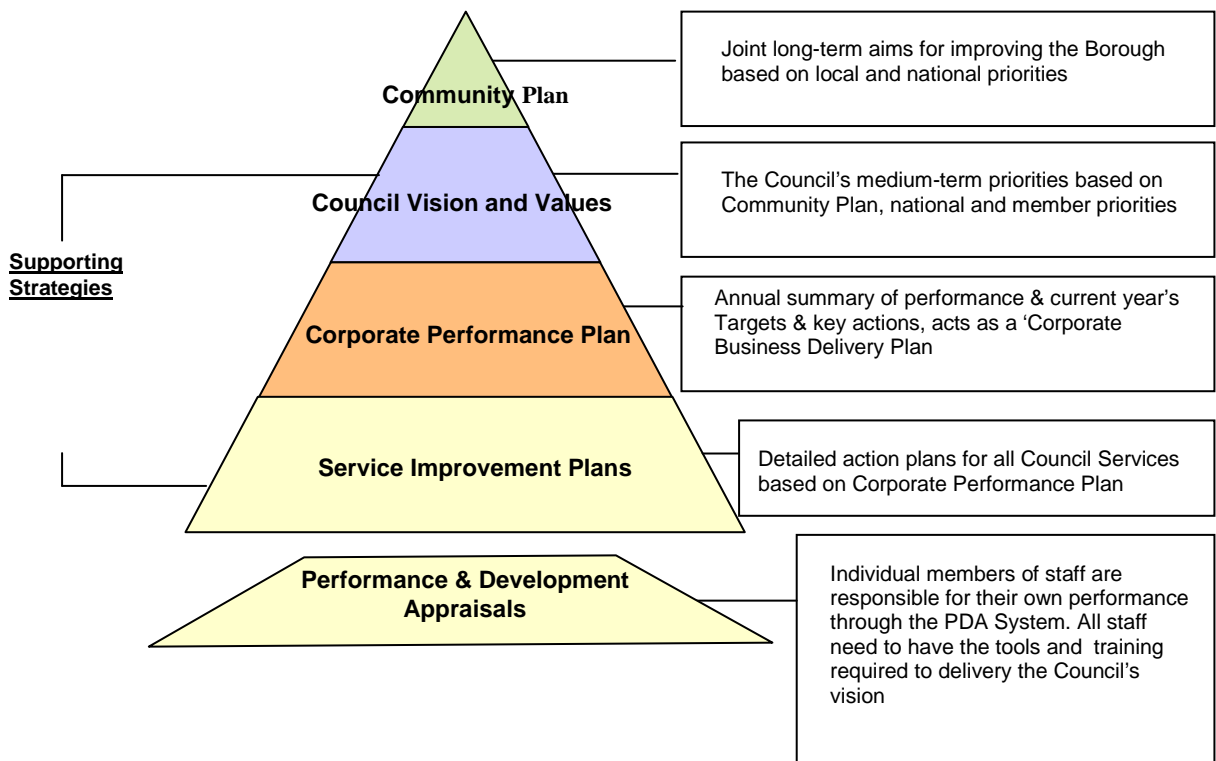 Community Plan
Joint long-term aims for improving the Borough
based on local and national priorities
Council Vision and Values
The Council’s medium-term priorities based on
Community Plan, national and member priorities
Supporting
Strategies
Corporate Performance Plan
Annual summary of performance & current year’s
Targets & key actions, acts as a ‘Corporate
Business Delivery Plan
Service Improvement Plans
Detailed action plans for all Council Services
based on Corporate Performance Plan
Performance & Development
Appraisals
Individual members of staff are
responsible for their own performance
through the PDA System. All staff
need to have the tools and training
required to delivery the Council’s
vision